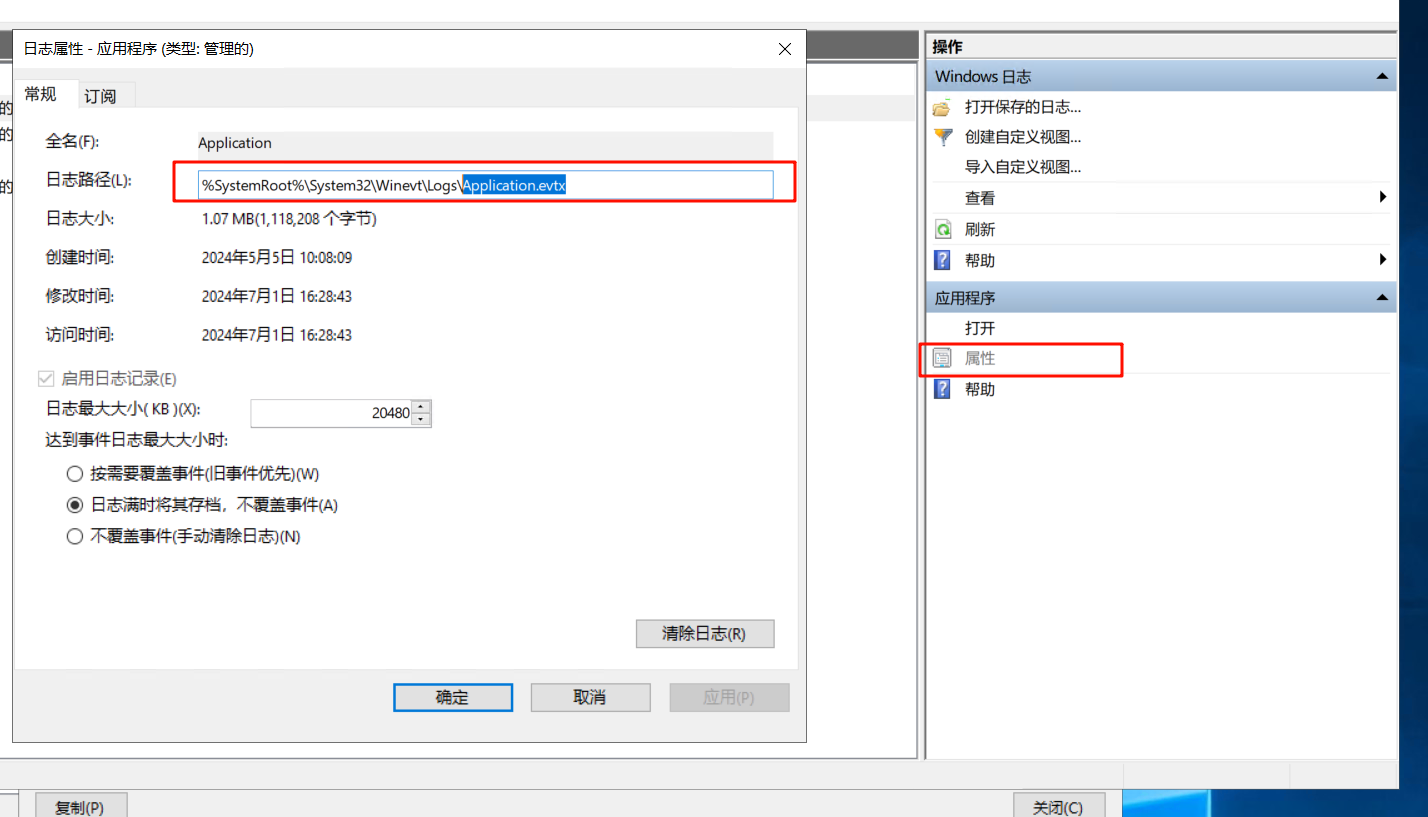 日志属性 - 应用程序 (类型: 管理的)
常规
订阅
的
的
的
全名(F):
Application
日志路径(L):
%SystemRoot%\System32\Winevt\Logs\Application.evtx
日志大小:
1.07 MB(1,118,208 个字节)
创建时间:
2024年5月5日 10:08:09
修改时间:
2024年7月1日 16:28:43
访问时间:
2024年7月1日 16:28:43
启用日志记录(E)
日志最大大小( KB )(X):
20480
达到事件日志最大大小时:
按需要覆盖事件(旧事件优先)(W)
日志满时将其存档，不覆盖事件(A)
不覆盖事件(手动清除日志)(N)
清除日志(R)
确定
取消
应用(P)
操作
Windows 日志
打开保存的日志...
创建自定义视图...
导入自定义视图...
查看
刷新
帮助
应用程序
打开
属性
帮助
复制(P)
关闭(C)